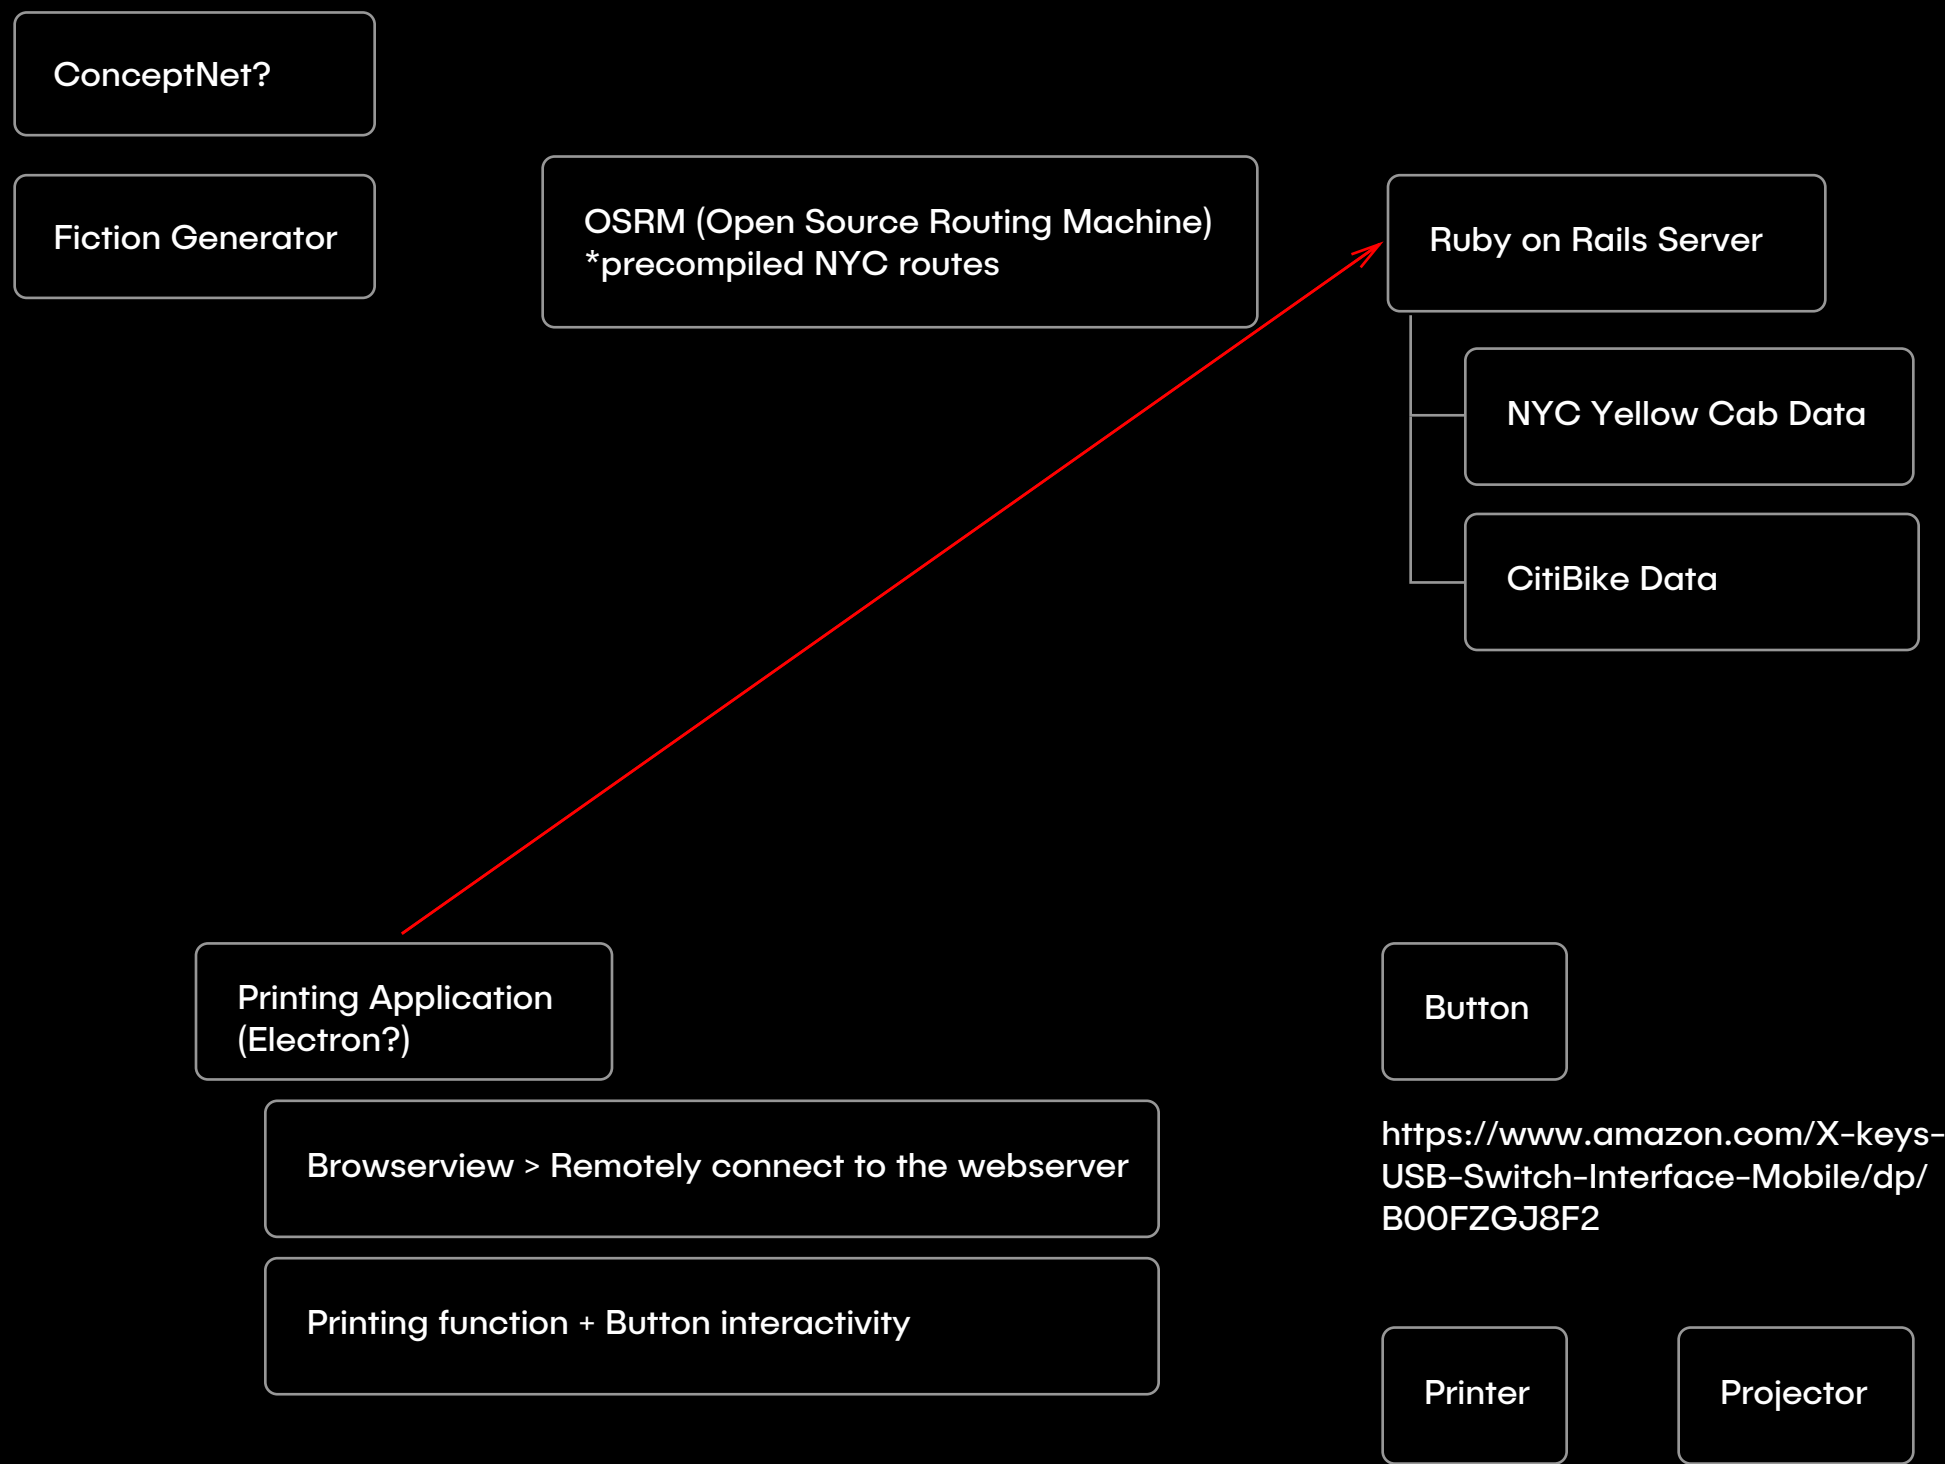 ConceptNet?
Fiction Generator
OSRM (Open Source Routing Machine)
*precompiled NYC routes
Ruby on Rails Server
NYC Yellow Cab Data
CitiBike Data
Printing Application
(Electron?)
Browserview > Remotely connect to the webserver
Printing function + Button interactivity
Button
https://www.amazon.com/X-keys-
USB-Switch-Interface-Mobile/dp/
B00FZGJ8F2
Printer
Projector